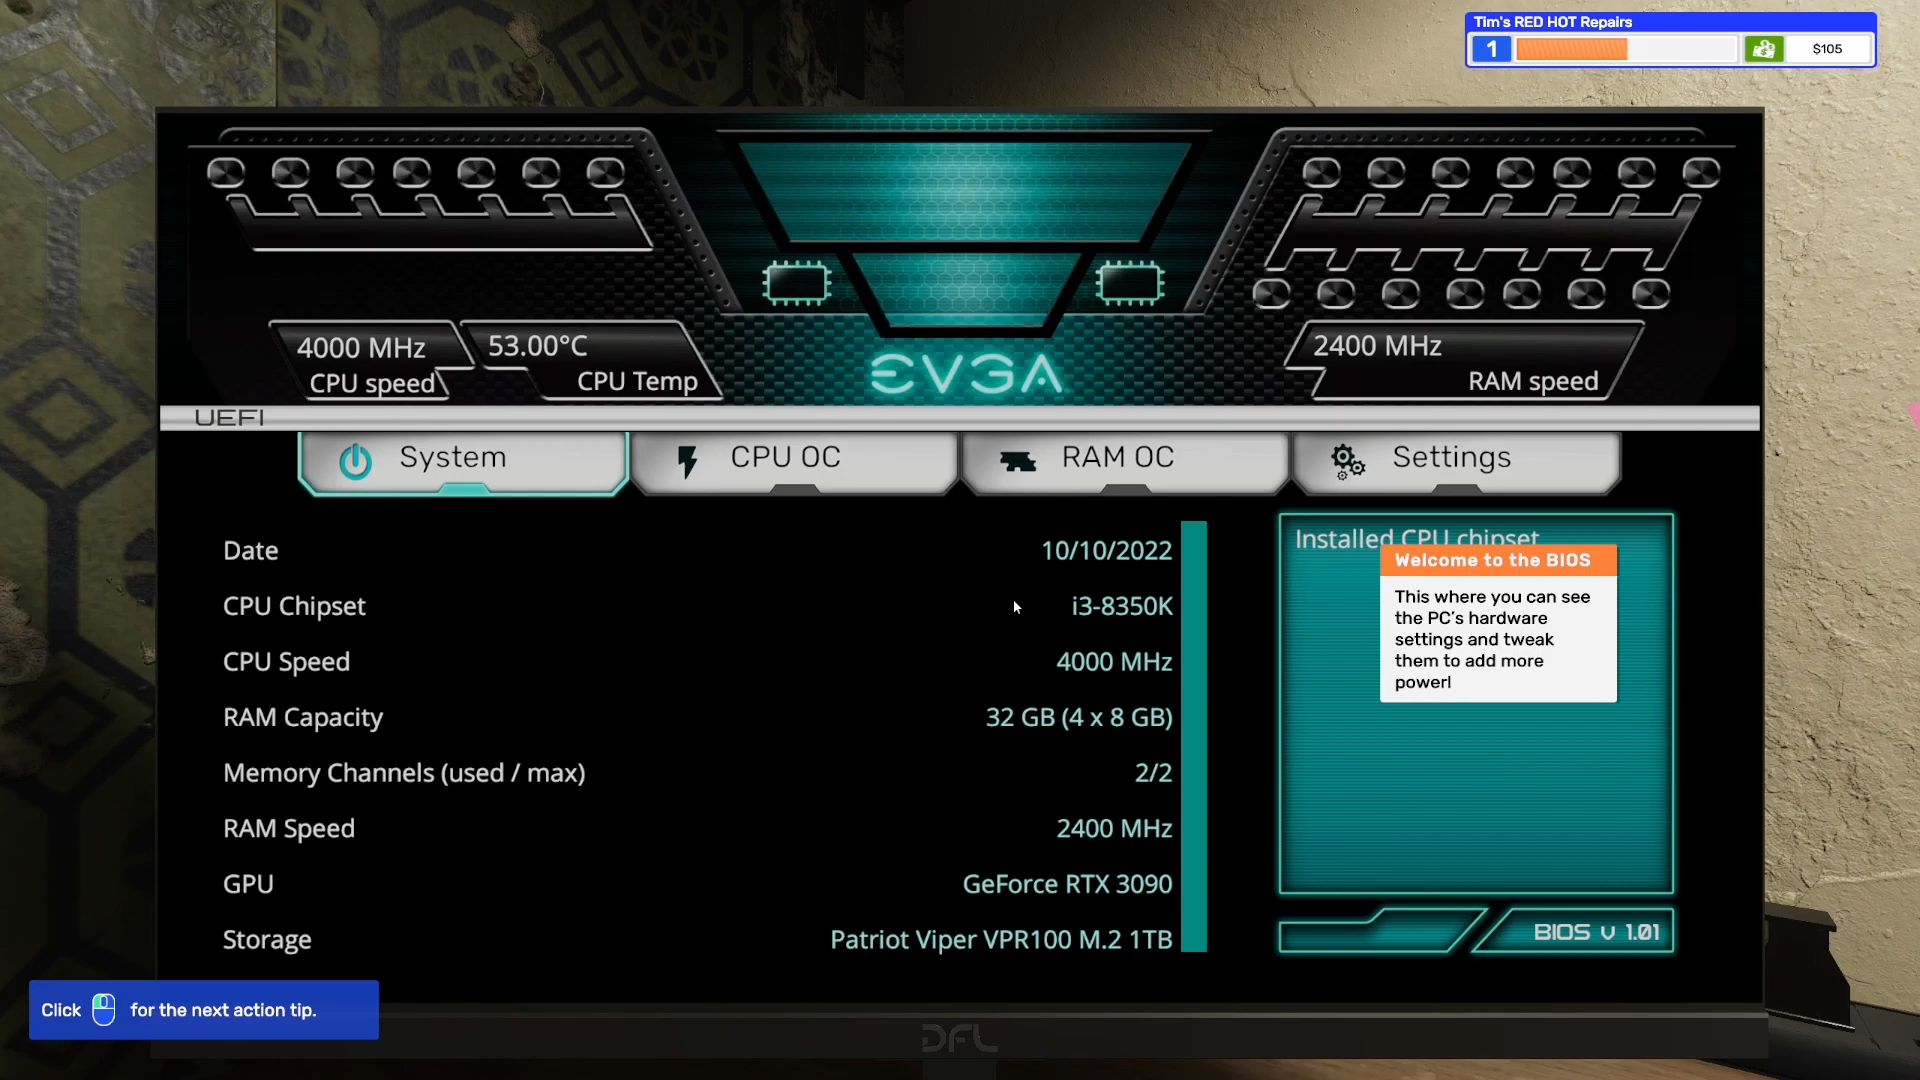 Tim's RED HOT Repairs
1
$105
4000 MHz
CPU speed
53.00°C
CPU Temp
EVGA
2400 MHz
RAM speed
UEFI
System
CPU OC
RAM OC
Settings
Date 10/10/2022
CPU Chipset i3-8350K
CPU Speed 4000 MHz
RAM Capacity 32 GB (4 x 8 GB)
Memory Channels (used / max) 2/2
RAM Speed 2400 MHz
GPU GeForce RTX 3090
Storage Patriot Viper VPR100 M.2 1TB
Installed CPU chipset
Welcome to the BIOS
This where you can see
the PC's hardware
settings and tweak
them to add more
power!
BIOS v 1.01
Click for the next action tip.
DFL